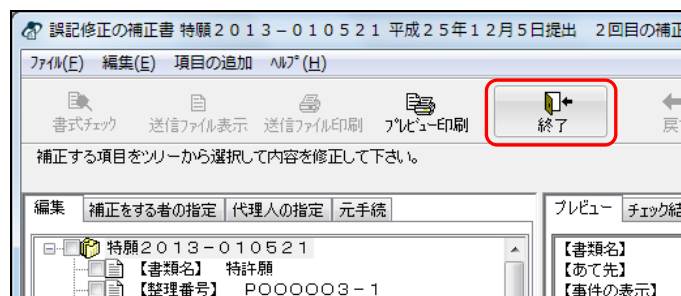 誤記修正の補正書 特願２０１３－０１０５２１ 平成２５年１２月５日提出　２回目の補正
ﾌｧｲﾙ(F)　編集(E)　項目の追加　ﾍﾙﾌﾟ(H)
書式ﾁｪｯｸ　送信ﾌｧｲﾙ表示　送信ﾌｧｲﾙ印刷　ﾌﾟﾚﾋﾞｭｰ印刷　終了　戻
補正する項目をツリーから選択して内容を修正して下さい。
編集　補正をする者の指定　代理人の指定　元手続　プレビュー　チェック結
特願２０１３－０１０５２１
【書類名】　特許願
【整理番号】　Ｐ００００００３－１
【書類名】
【あて先】
【事件の表示】